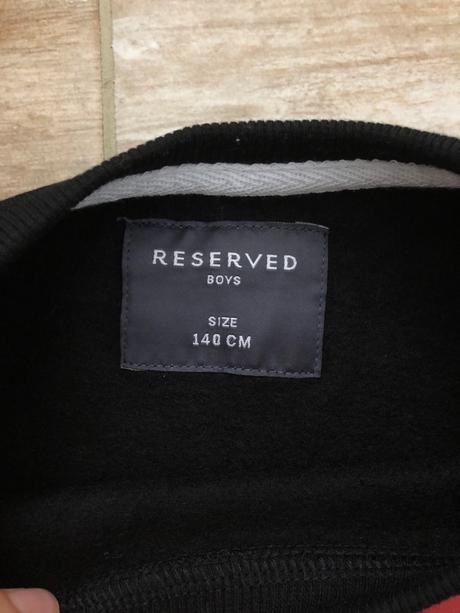 RESERVED
BOYS
SIZE
140 CM